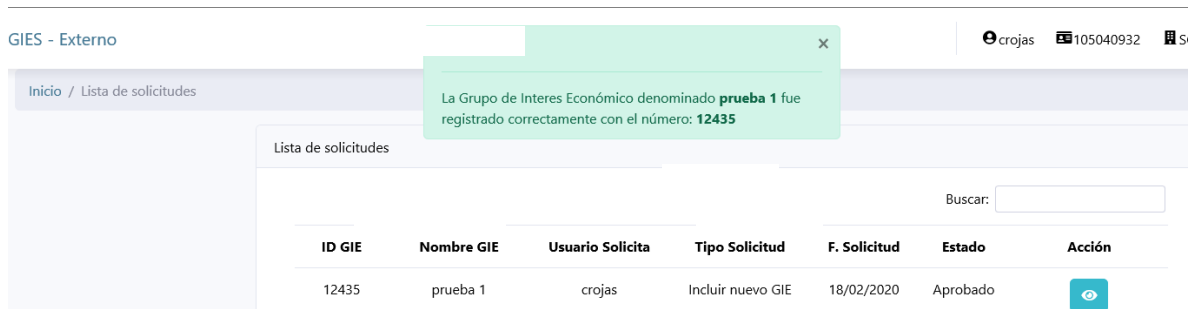 GIES - Externo
×
crojas 105040932
Inicio / Lista de solicitudes
La Grupo de Interes Económico denominado prueba 1 fue
registrado correctamente con el número: 12435
Lista de solicitudes
Buscar:
ID GIE Nombre GIE Usuario Solicita Tipo Solicitud F. Solicitud Estado Acción
12435 prueba 1 crojas Incluir nuevo GIE 18/02/2020 Aprobado